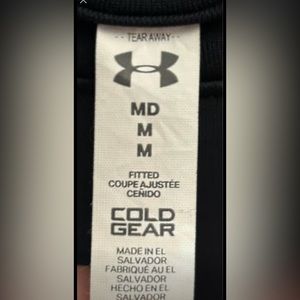 -- TEAR AWAY --
MD
M
M
FITTED
COUPE AJUSTÉE
CEÑIDO
COLD
GEAR
MADE IN EL
SALVADOR
FABRIQUÉ AU EL
SALVADOR
HECHO EN EL
SALVADOR